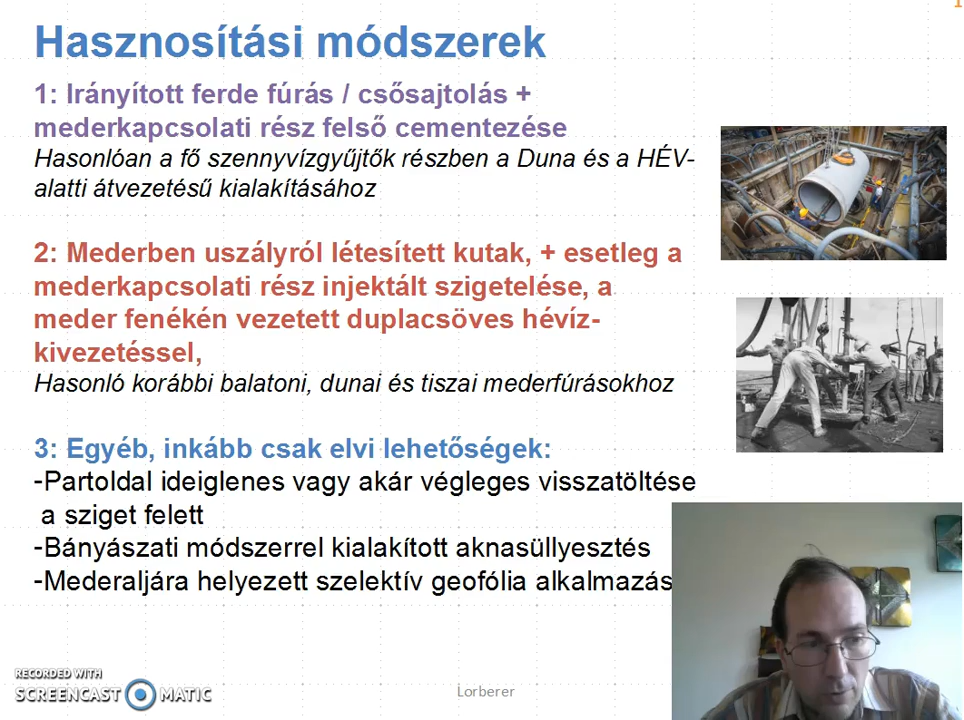 Hasznosítási módszerek
1: Irányított ferde fúrás / csősajtolás +
mederkapcsolati rész felső cementezése
Hasonlóan a fő szennyvízgyűjtők részben a Duna és a HÉV-
alatti átvezetésű kialakításához
2: Mederben uszályról létesített kutak, + esetleg a
mederkapcsolati rész injektált szigetelése, a
meder fenékén vezetett duplacsöves hévíz-
kivezetéssel,
Hasonló korábbi balatoni, dunai és tiszai mederfúrásokhoz
3: Egyéb, inkább csak elvi lehetőségek:
-Partoldal ideiglenes vagy akár végleges visszatöltése
a sziget felett
-Bányászati módszerrel kialakított aknasüllyesztés
-Mederaljára helyezett szelektív geofólia alkalmazás
RECORDED WITH
SCREENCAST MATIC
Lorberer